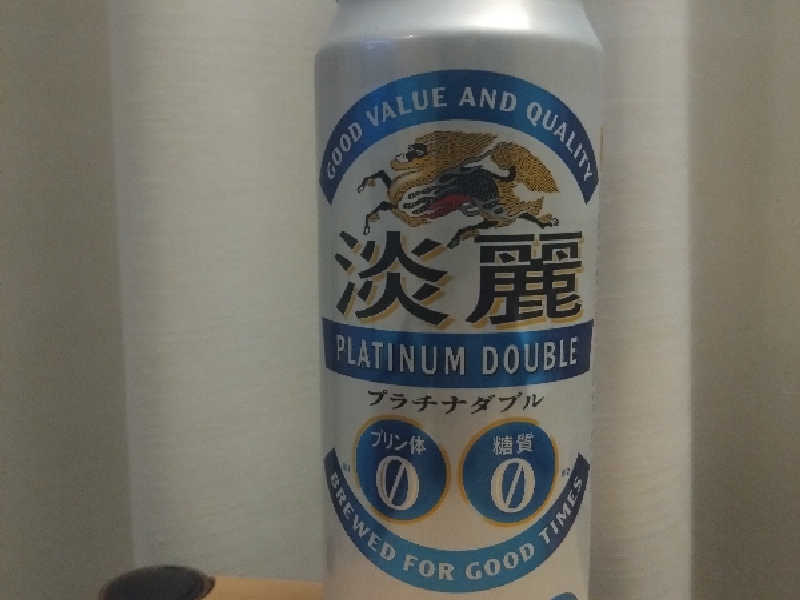 GOOD VALUE AND QUALITY
淡麗
PLATINUM DOUBLE
プラチナダブル
プリン体 糖質
0 0
BREWED FOR GOOD TIMES